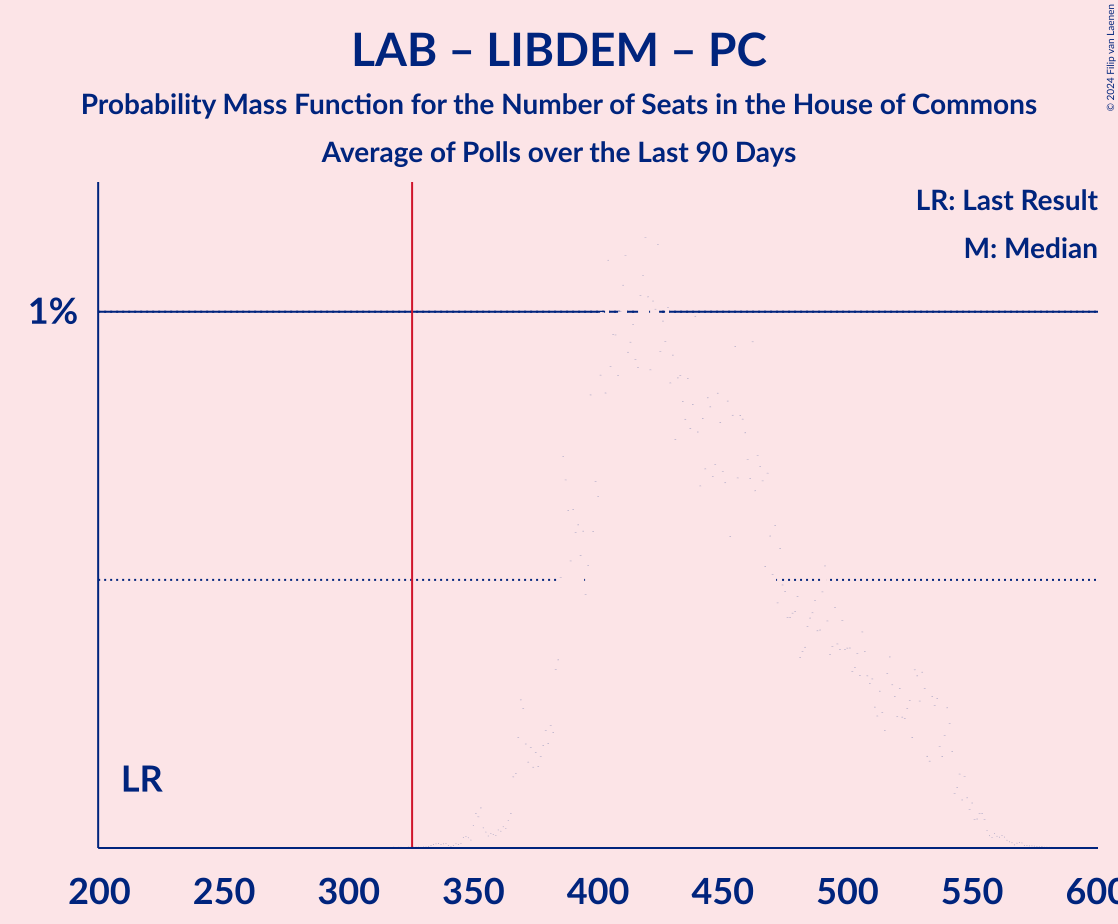 LAB – LIBDEM – PC
Probability Mass Function for the Number of Seats in the House of Commons
Average of Polls over the Last 90 Days
© 2024 Filip van Laenen
LR: Last Result
M: Median
1%
LR
200 250 300 350 400 450 500 550 600